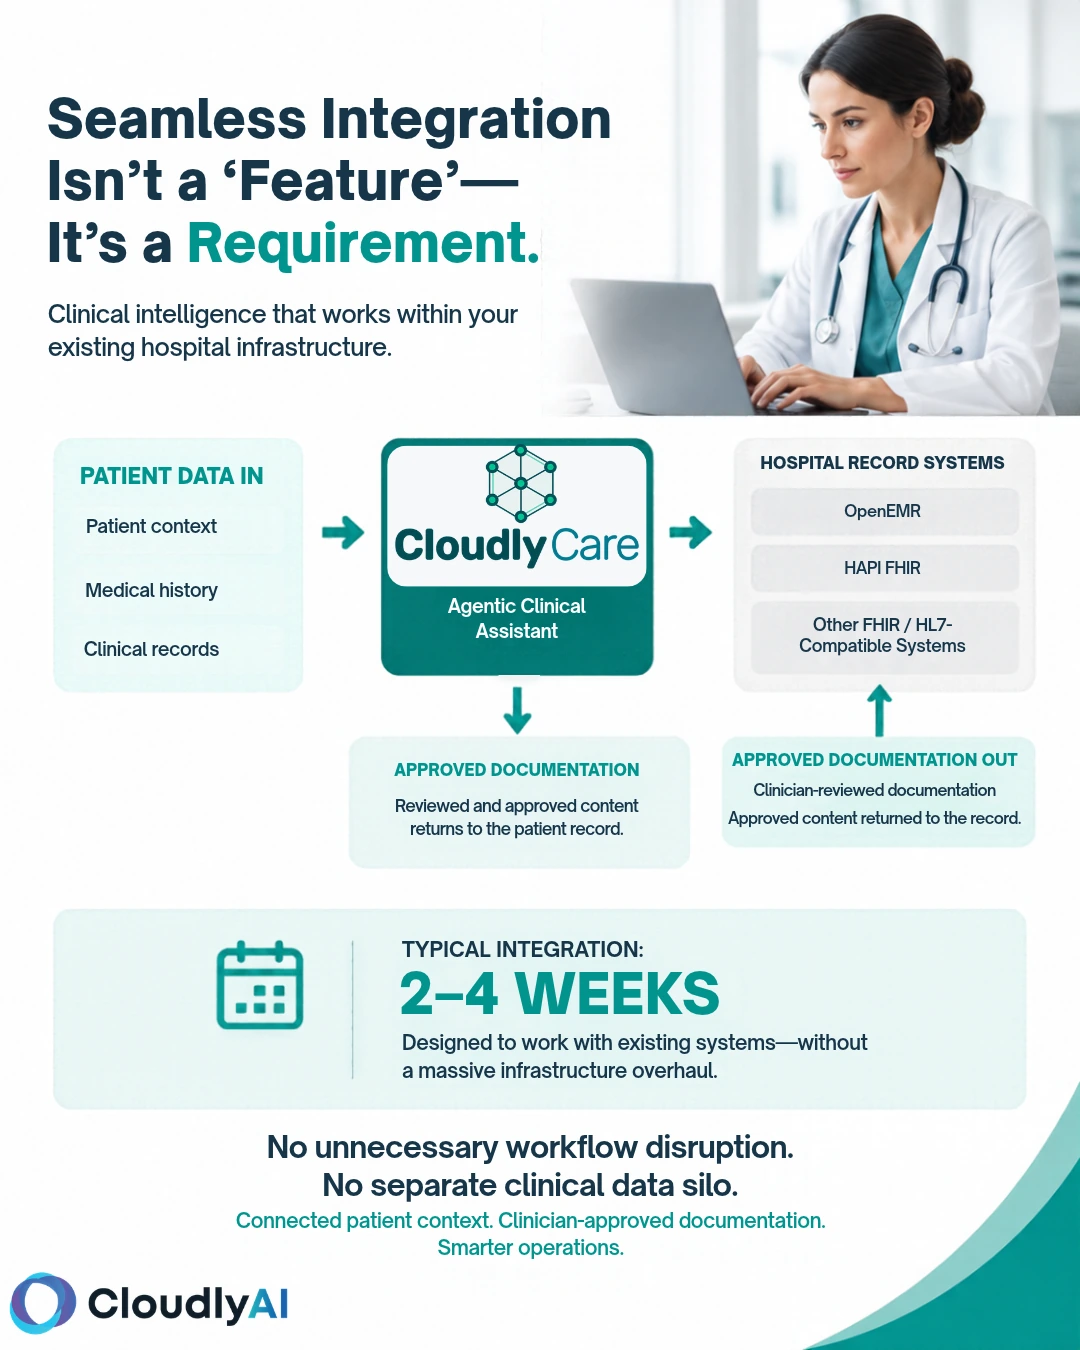 Seamless Integration
Isn’t a ‘Feature’—
It’s a Requirement.
Clinical intelligence that works within your
existing hospital infrastructure.
PATIENT DATA IN
Patient context
Medical history
Clinical records
Cloudly Care
Agentic Clinical
Assistant
HOSPITAL RECORD SYSTEMS
OpenEMR
HAPI FHIR
Other FHIR / HL7-
Compatible Systems
APPROVED DOCUMENTATION
Reviewed and approved content
returns to the patient record.
APPROVED DOCUMENTATION OUT
Clinician-reviewed documentation
Approved content returned to the record.
TYPICAL INTEGRATION:
2–4 WEEKS
Designed to work with existing systems—without
a massive infrastructure overhaul.
No unnecessary workflow disruption.
No separate clinical data silo.
Connected patient context. Clinician-approved documentation.
Smarter operations.
CloudlyAI